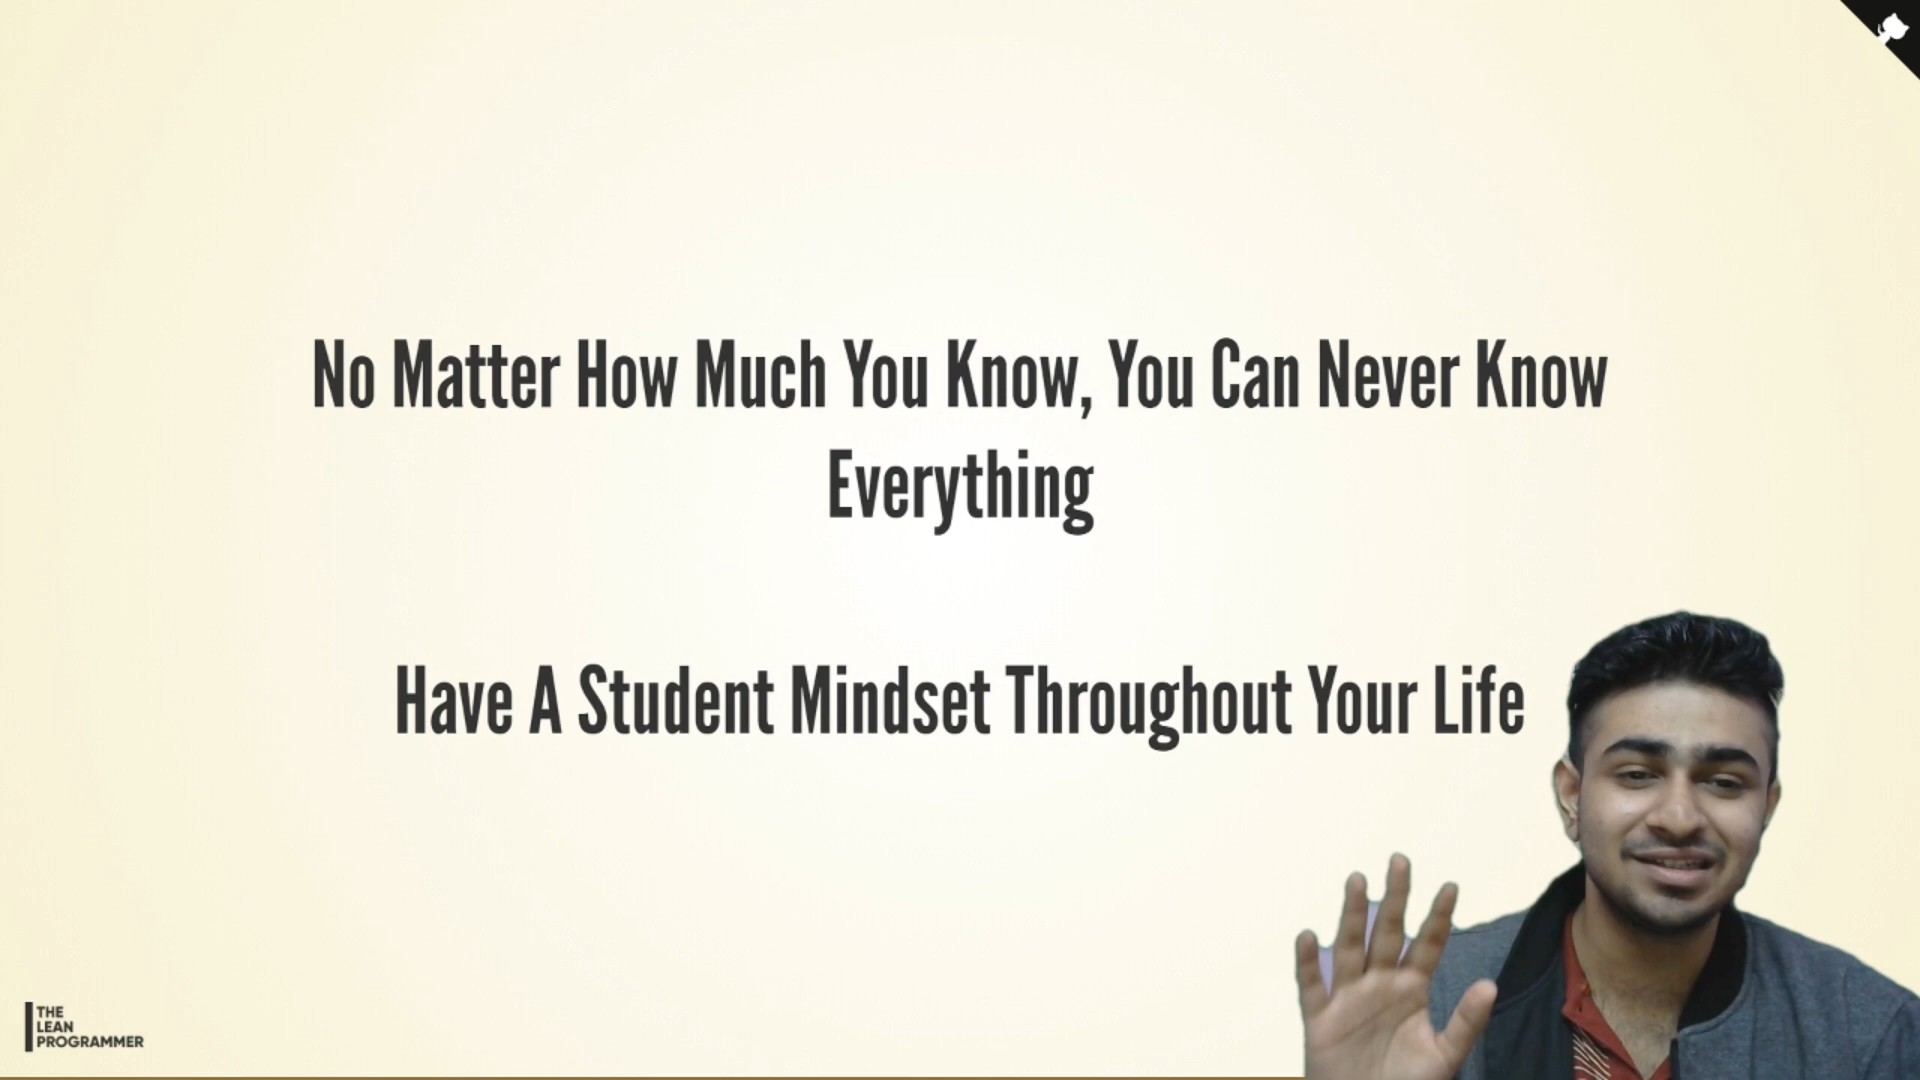 No Matter How Much You Know, You Can Never Know
Everything
Have A Student Mindset Throughout Your Life
THE
LEAN
PROGRAMMER